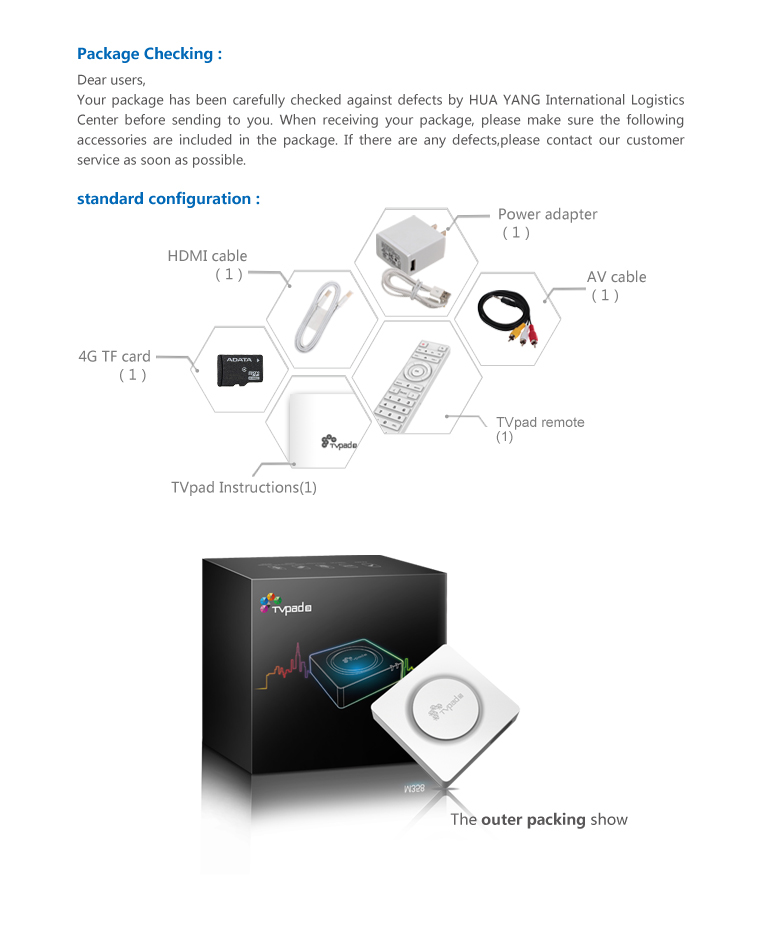 Package Checking :
Dear users,
Your package has been carefully checked against defects by HUA YANG International Logistics
Center before sending to you. When receiving your package, please make sure the following
accessories are included in the package. If there are any defects,please contact our customer
service as soon as possible.
standard configuration :
Power adapter
( 1 )
HDMI cable
( 1 )
AV cable
( 1 )
4G TF card
( 1 )
ADATA
TVpad remote
(1)
TVpad
TVpad Instructions(1)
TVpad
TVpad
M358
The outer packing show